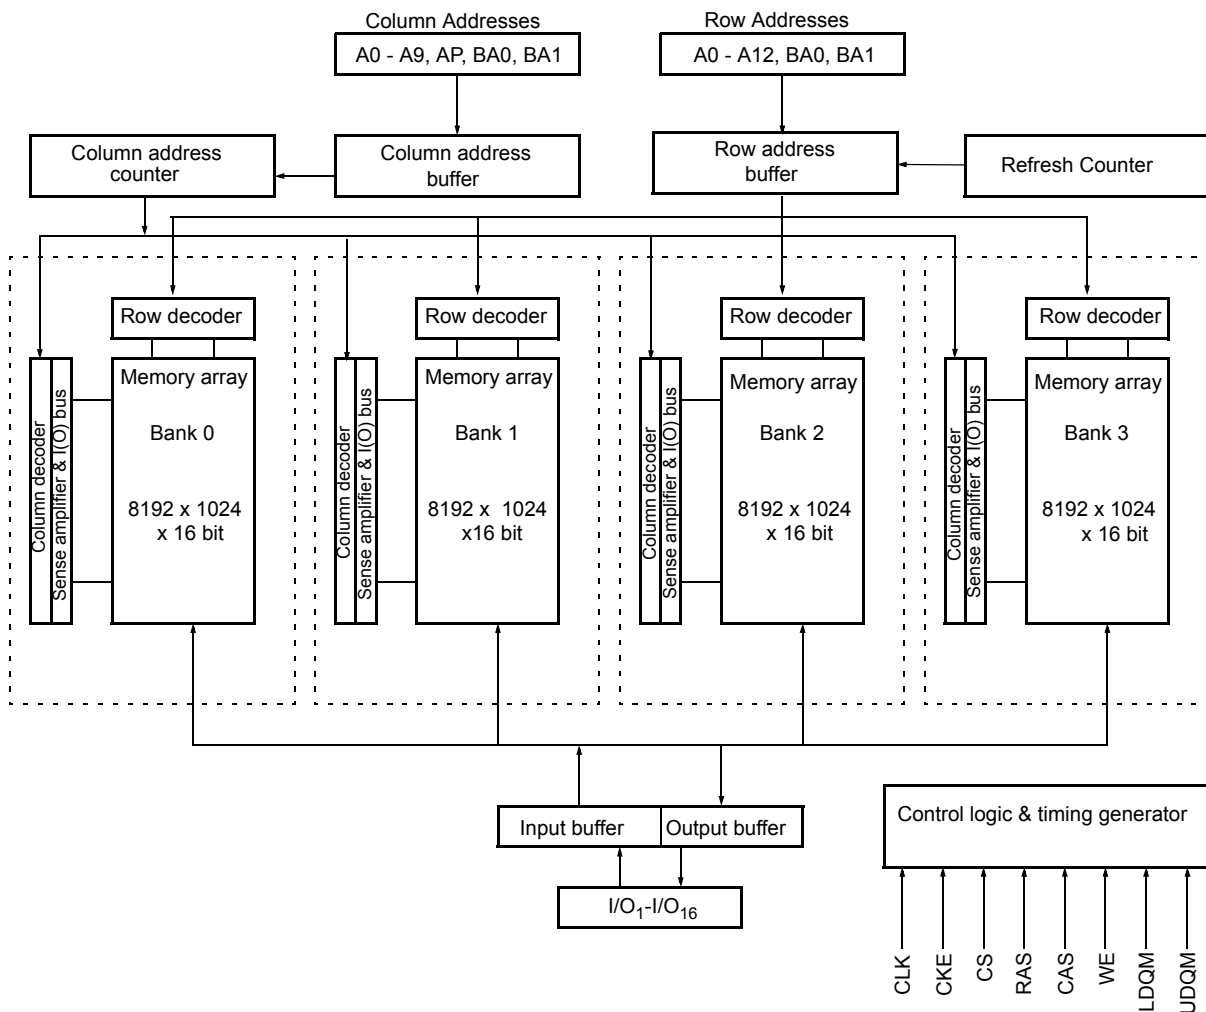 Column Addresses
A0 - A9, AP, BA0, BA1
Row Addresses
A0 - A12, BA0, BA1
Column address
counter
Column address
buffer
Row address
buffer
Refresh Counter
Row decoder
Memory array
Bank 0
8192 x 1024
x 16 bit
Column decoder
Sense amplifier & I(O) bus
Row decoder
Memory array
Bank 1
8192 x 1024
x16 bit
Column decoder
Sense amplifier & I(O) bus
Row decoder
Memory array
Bank 2
8192 x 1024
x 16 bit
Column decoder
Sense amplifier & I(O) bus
Row decoder
Memory array
Bank 3
8192 x 1024
x 16 bit
Column decoder
Sense amplifier & I(O) bus
Input buffer
Output buffer
I/O1-I/O16
Control logic & timing generator
CLK
CKE
CS
RAS
CAS
WE
LDQM
UDQM